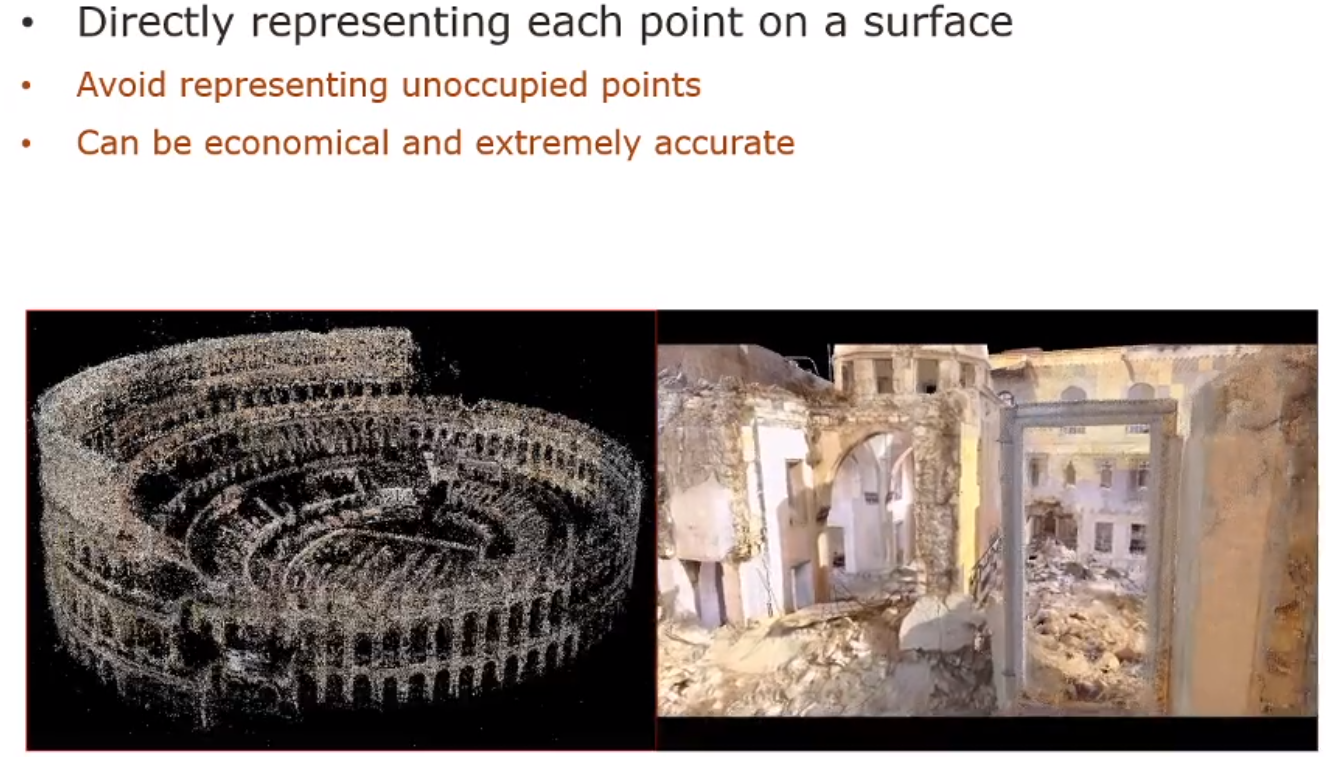 • Directly representing each point on a surface
• Avoid representing unoccupied points
• Can be economical and extremely accurate